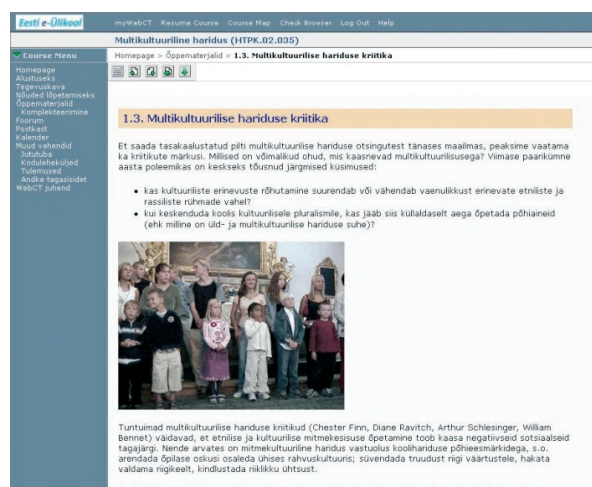 Eesti e-Ülikool
myWebCT Resume Course Course Map Check Browser Log Out Help
Multikultuuriline haridus (HTPK.02.035)
Course Menu
Homepage > Õppematerjalid > 1.3. Multikultuurilise hariduse kriitika
Homepage
Alustuseks
Tegevuskava
Nõuded lõpetamiseks
Õppematerjalid
Komplekteerimine
Foorum
Postkast
Kalender
Muud vahendid
Jututuba
Koduleheküljed
Tulemused
Andke tagasisidet
WebCT juhend
1.3. Multikultuurilise hariduse kriitika
Et saada tasakaalustatud pilti multikultuurilise hariduse otsingutest tänases maailmas, peaksime vaatama
ka kriitikute märkusi. Millised on võimalikud ohud, mis kaasnevad multikultuurilisusega? Viimase paarikümne
aasta poleemikas on keskseks tõusnud järgmised küsimused:
• kas kultuuriliste erinevuste rõhutamine suurendab või vähendab vaenulikkust erinevate etniliste ja
rassiliste rühmade vahel?
• kui keskenduda koolis kultuurilisele pluralismile, kas jääb siis küllaldaselt aega õpetada põhiaineid
(ehk milline on üld- ja multikultuurilise hariduse suhe)?
Tuntuimad multikultuurilise hariduse kriitikud (Chester Finn, Diane Ravitch, Arthur Schlesinger, William
Bennet) väidavad, et etnilise ja kultuurilise mitmekesisuse õpetamine toob kaasa negatiivseid sotsiaalseid
tagajärgi. Nende arvates on mitmekultuuriline haridus vastuolus koolihariduse põhieesmärkidega, s.o.
arendada õpilase oskusi osaleda ühises rahvuskultuuris; süvendada truudust riigi väärtustele, hakata
valdama riigikeelt, kindlustada riiklikku ühtsust.